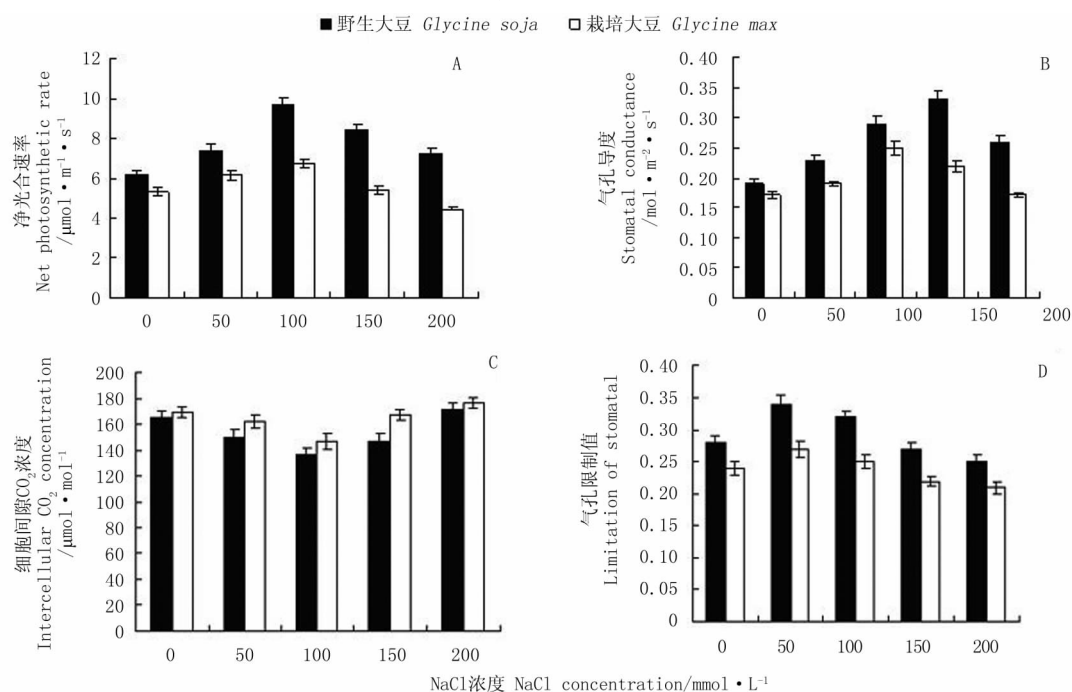 ■野生大豆 Glycine soja □栽培大豆 Glycine max
A
净光合速率
Net photosynthetic rate
/μmol·m⁻¹·s⁻¹
12
10
8
6
4
2
0
0 50 100 150 200
B
气孔导度
Stomatal conductance
/mol·m⁻²·s⁻¹
0.40
0.35
0.30
0.25
0.20
0.15
0.10
0.05
0
0 50 100 150 200
C
细胞间隙CO₂浓度
Intercellular CO₂ concentration
/μmol·mol⁻¹
200
180
160
140
120
100
80
60
40
20
0
0 50 100 150 200
D
气孔限制值
Limitation of stomatal
0.40
0.35
0.30
0.25
0.20
0.15
0.10
0.05
0
0 50 100 150 200
NaCl浓度 NaCl concentration/mmol·L⁻¹